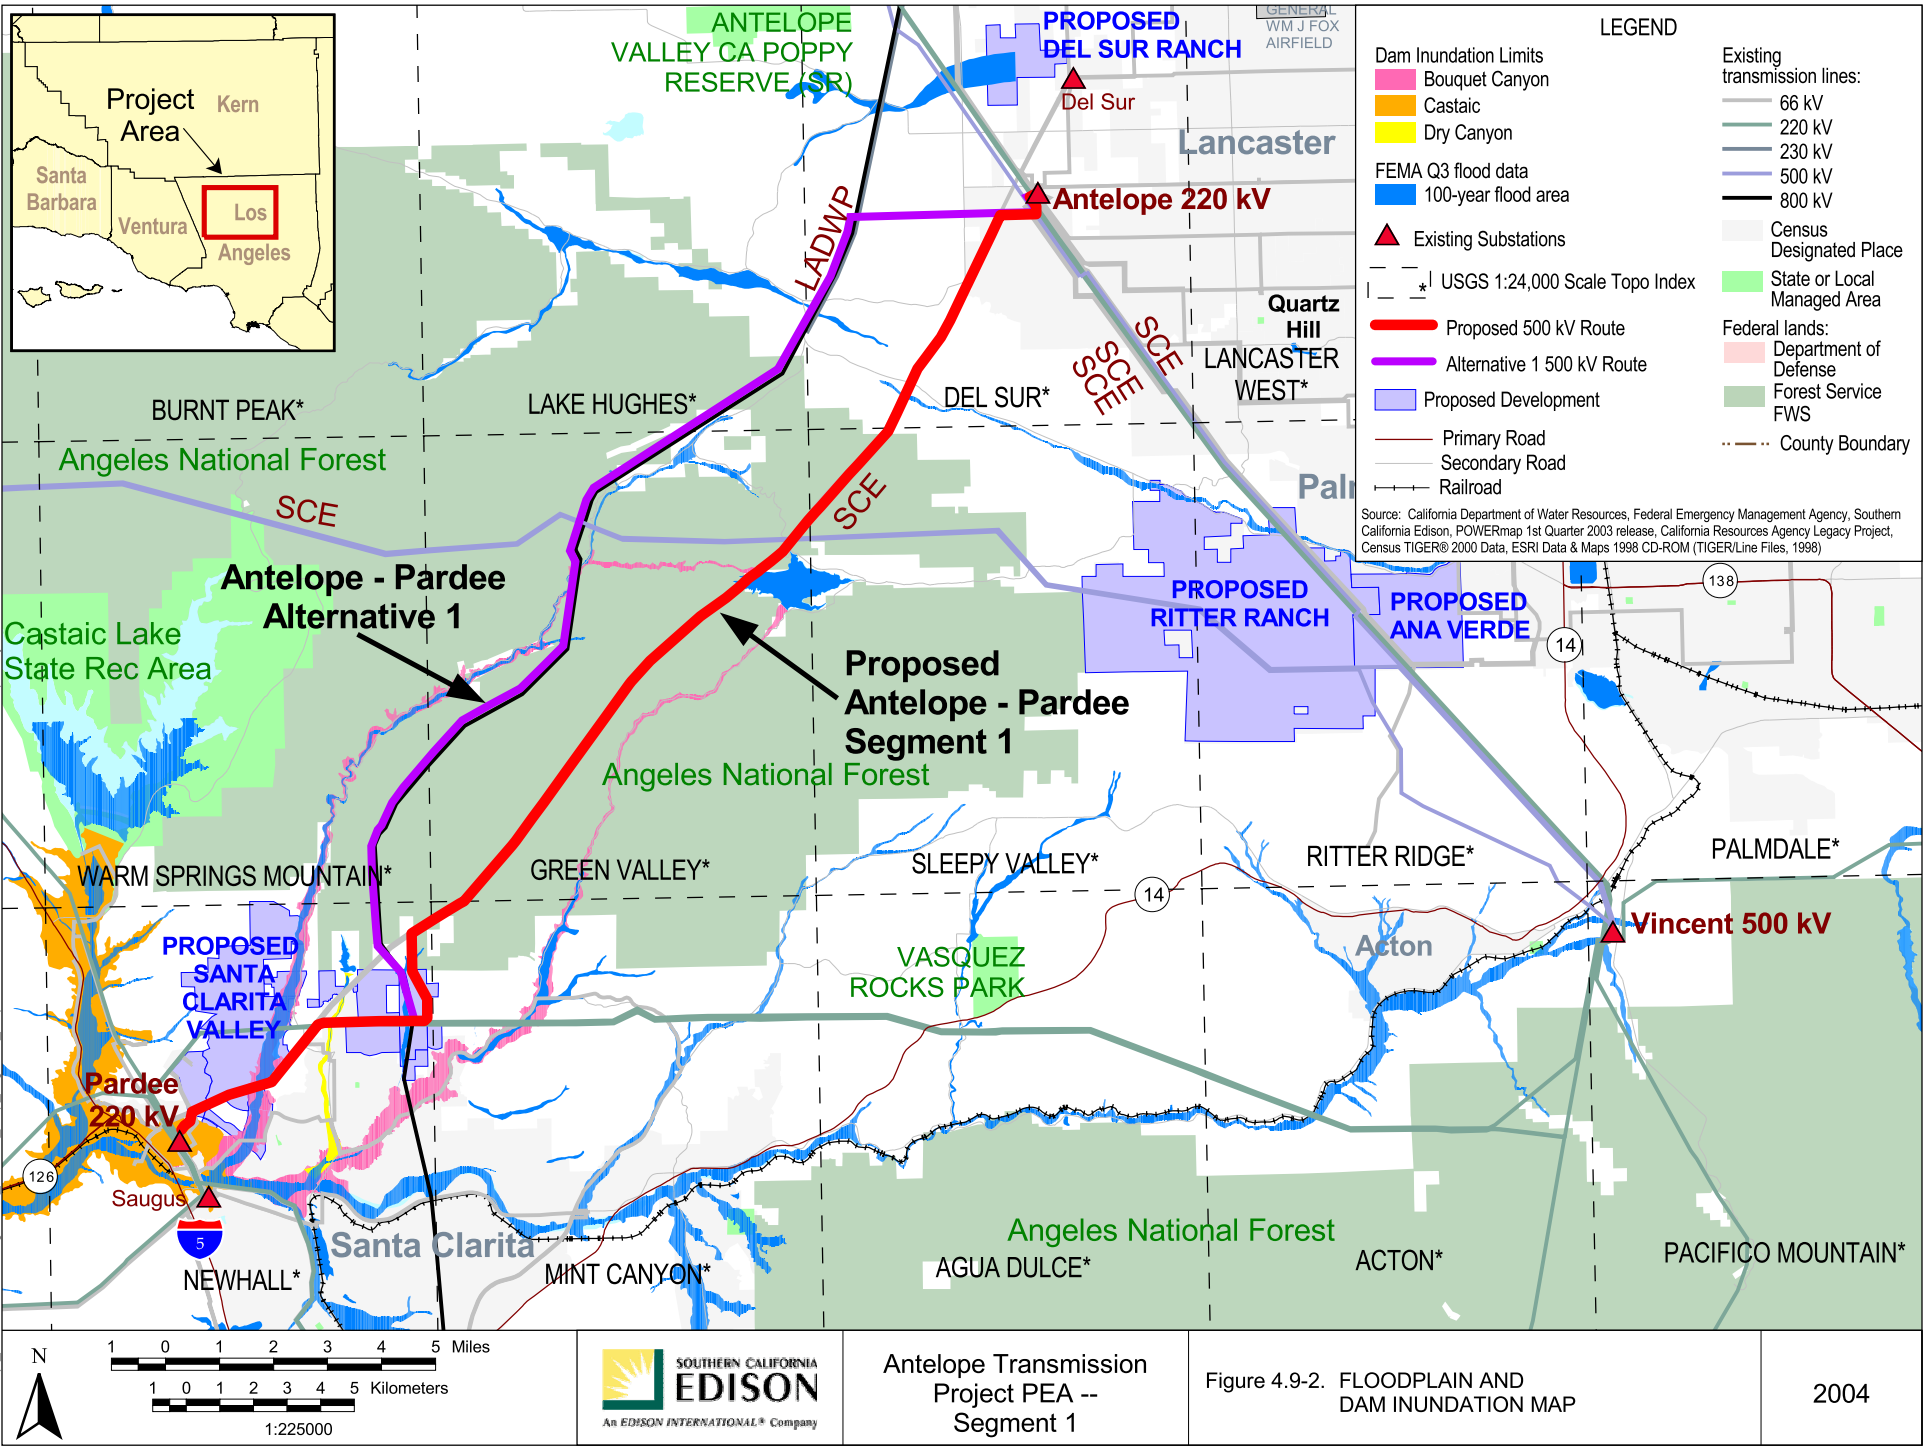 Project
Area
Kern
Santa
Barbara
Ventura
Los
Angeles
ANTELOPE
VALLEY CA POPPY
RESERVE (SR)
PROPOSED
DEL SUR RANCH
GENERAL
WM J FOX
AIRFIELD
Del Sur
Lancaster
Antelope 220 kV
LADWP
Quartz
Hill
SCE
SCE
SCE
LANCASTER
WEST*
BURNT PEAK*
LAKE HUGHES*
DEL SUR*
Angeles National Forest
SCE
SCE
Antelope - Pardee
Alternative 1
PROPOSED
RITTER RANCH
PROPOSED
ANA VERDE
138
14
Castaic Lake
State Rec Area
Proposed
Antelope - Pardee
Segment 1
Angeles National Forest
WARM SPRINGS MOUNTAIN*
GREEN VALLEY*
SLEEPY VALLEY*
RITTER RIDGE*
PALMDALE*
14
PROPOSED
SANTA
CLARITA
VALLEY
VASQUEZ
ROCKS PARK
Acton
Vincent 500 kV
Pardee
220 kV
126
Saugus
5
Santa Clarita
Angeles National Forest
NEWHALL*
MINT CANYON*
AGUA DULCE*
ACTON*
PACIFICO MOUNTAIN*
LEGEND
Dam Inundation Limits
Bouquet Canyon
Castaic
Dry Canyon
FEMA Q3 flood data
100-year flood area
Existing Substations
* USGS 1:24,000 Scale Topo Index
Proposed 500 kV Route
Alternative 1 500 kV Route
Proposed Development
Primary Road
Secondary Road
Railroad
Existing
transmission lines:
66 kV
220 kV
230 kV
500 kV
800 kV
Census
Designated Place
State or Local
Managed Area
Federal lands:
Department of
Defense
Forest Service
FWS
County Boundary
Source: California Department of Water Resources, Federal Emergency Management Agency, Southern
California Edison, POWERmap 1st Quarter 2003 release, California Resources Agency Legacy Project,
Census TIGER® 2000 Data, ESRI Data & Maps 1998 CD-ROM (TIGER/Line Files, 1998)
N
1 0 1 2 3 4 5 Miles
1 0 1 2 3 4 5 Kilometers
1:225000
SOUTHERN CALIFORNIA
EDISON
An EDISON INTERNATIONAL® Company
Antelope Transmission
Project PEA --
Segment 1
Figure 4.9-2. FLOODPLAIN AND
DAM INUNDATION MAP
2004